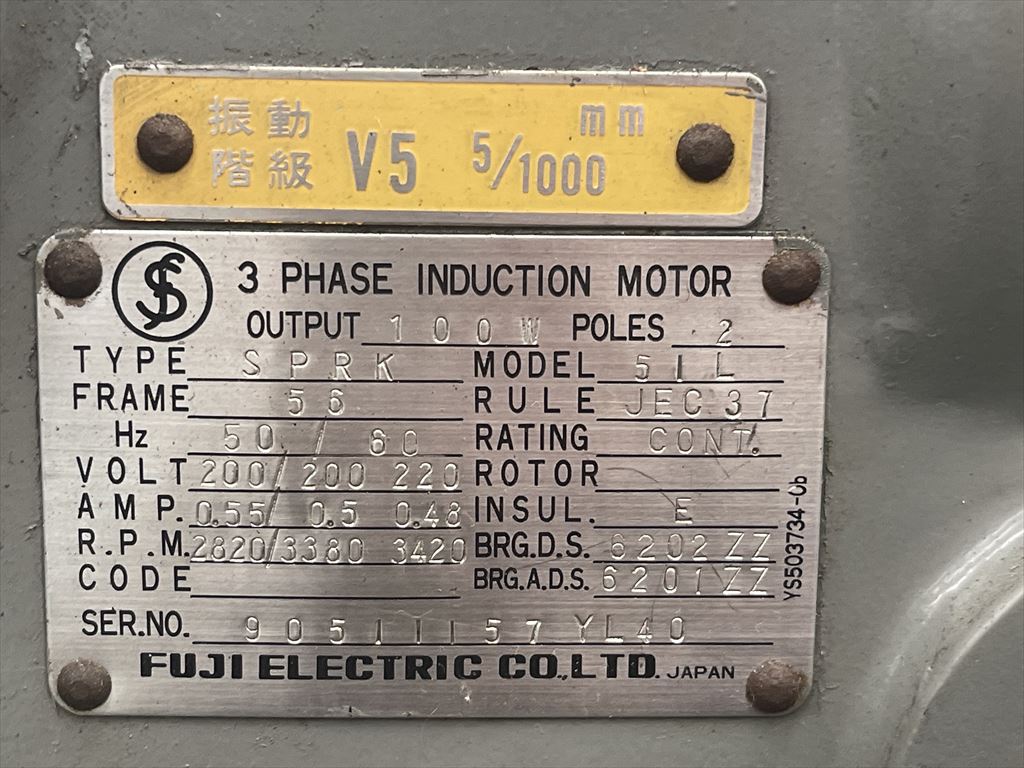 振動 mm
階級 V5 5/1000
3 PHASE INDUCTION MOTOR
OUTPUT 100W POLES 2
TYPE SPRK MODEL 51L
FRAME 56 RULE JEC 37
Hz 50 / 60 RATING CONT.
VOLT 200 / 200 220 ROTOR
AMP. 0.55 / 0.5 0.48 INSUL. E
R.P.M. 2820/3380 3420 BRG.D.S. 6202ZZ
CODE BRG.A.D.S. 6201ZZ
SER.NO. 90511157 YL40
FUJI ELECTRIC CO.,LTD. JAPAN
YS503734-0b